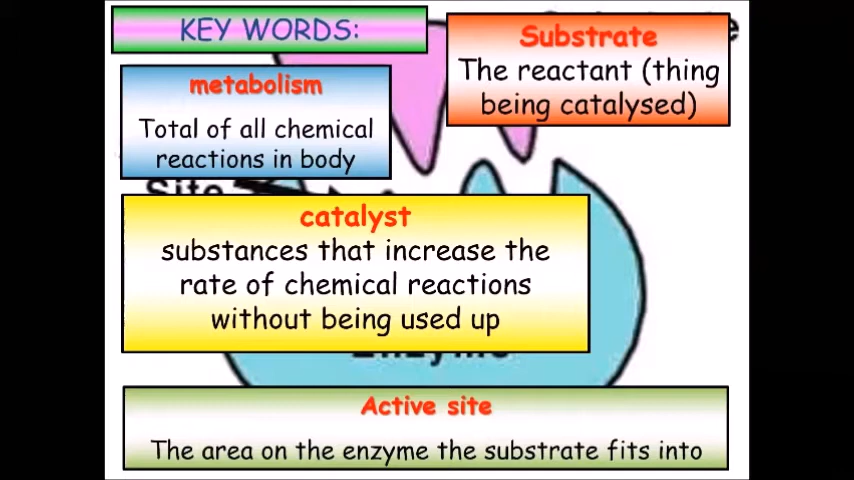 KEY WORDS:
Substrate
The reactant (thing
being catalysed)
metabolism
Total of all chemical
reactions in body
Site
catalyst
substances that increase the
rate of chemical reactions
without being used up
Enzyme
Active site
The area on the enzyme the substrate fits into